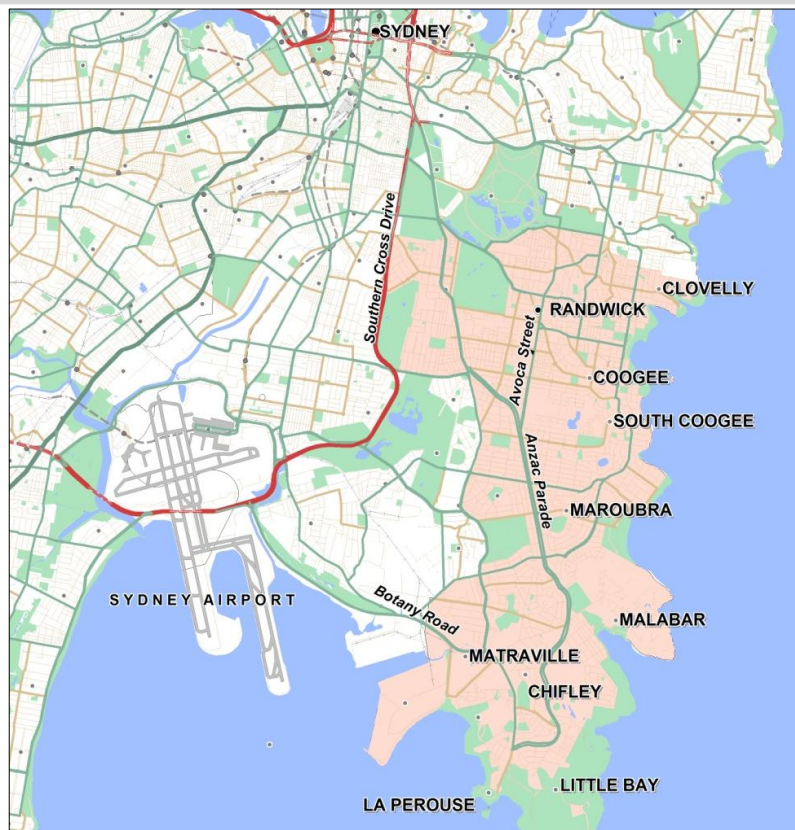 SYDNEY
Southern Cross Drive
CLOVELLY
RANDWICK
Avoca Street
COOGEE
SOUTH COOGEE
Anzac Parade
MAROUBRA
SYDNEY AIRPORT
Botany Road
MALABAR
MATRAVILLE
CHIFLEY
LITTLE BAY
LA PEROUSE